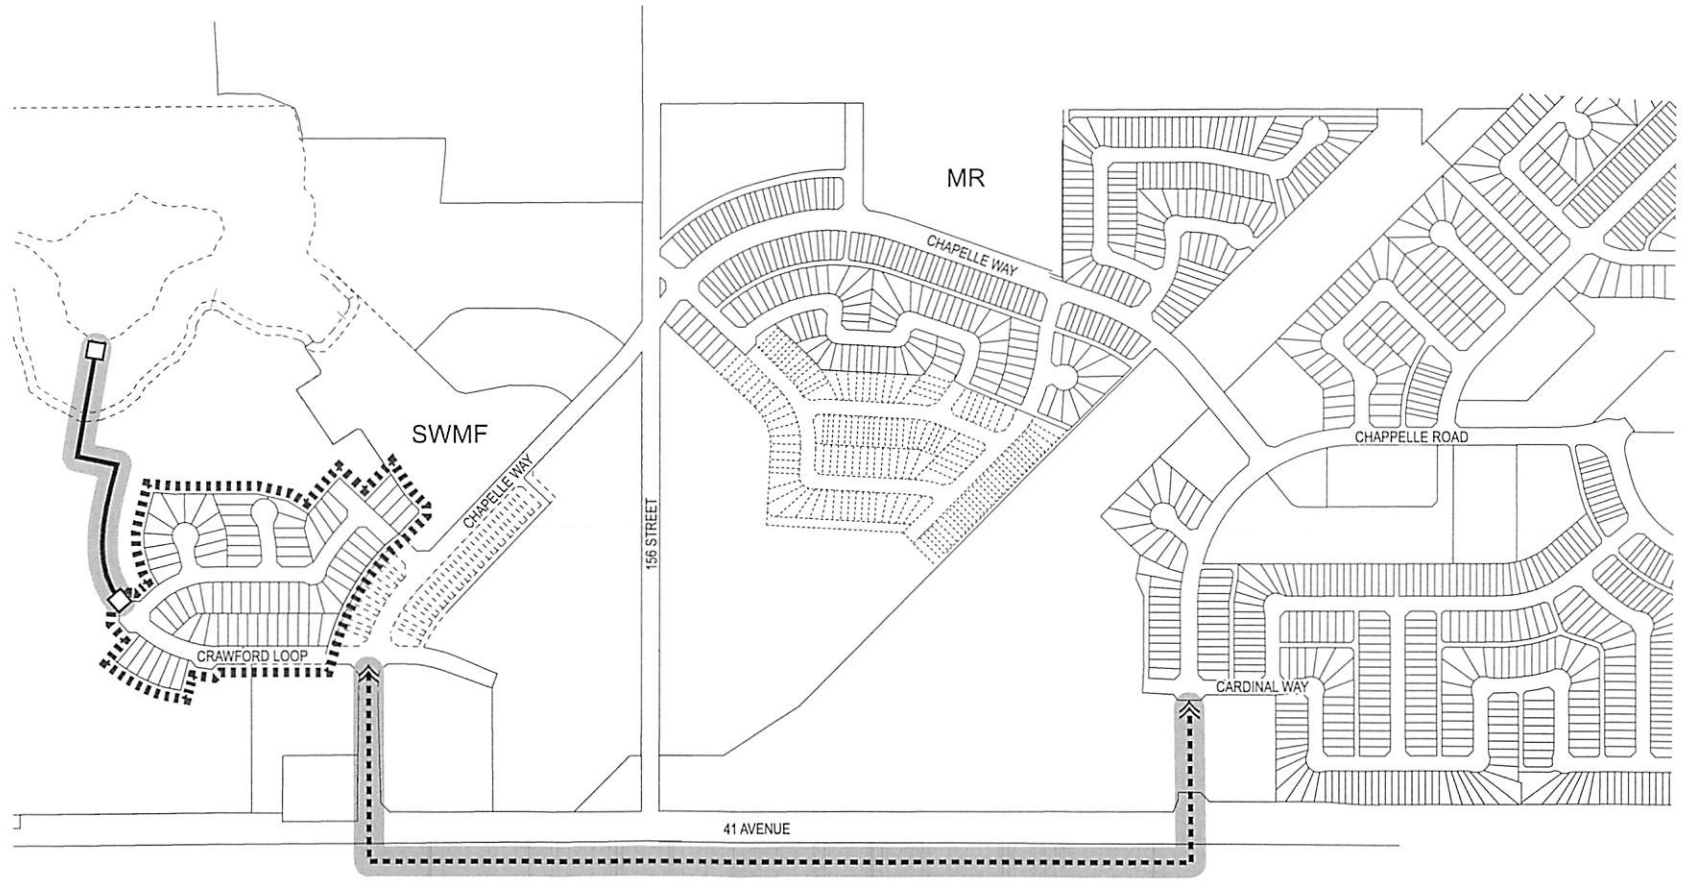 MR
CHAPELLE WAY
SWMF
CHAPELLE WAY
CHAPPELLE ROAD
156 STREET
CRAWFORD LOOP
CARDINAL WAY
41 AVENUE